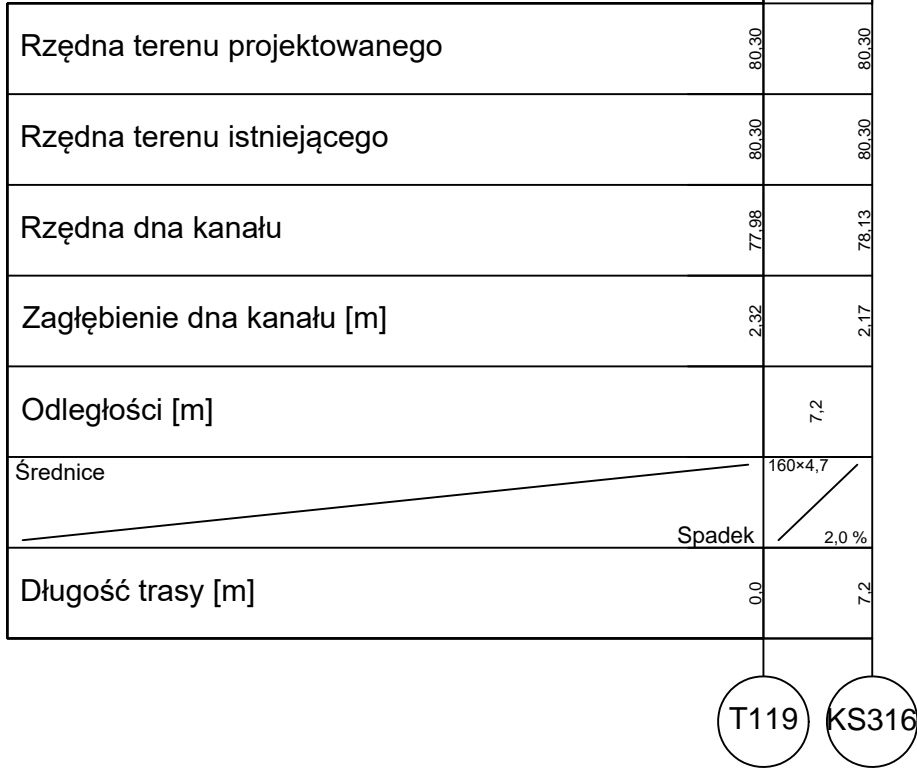 Rzędna terenu projektowanego 80,30 80,30
Rzędna terenu istniejącego 80,30 80,30
Rzędna dna kanału 77,98 78,13
Zagłębienie dna kanału [m] 2,32 2,17
Odległości [m] 7,2
Średnice 160×4,7
Spadek 2,0 %
Długość trasy [m] 0,0 7,2
T119 KS316